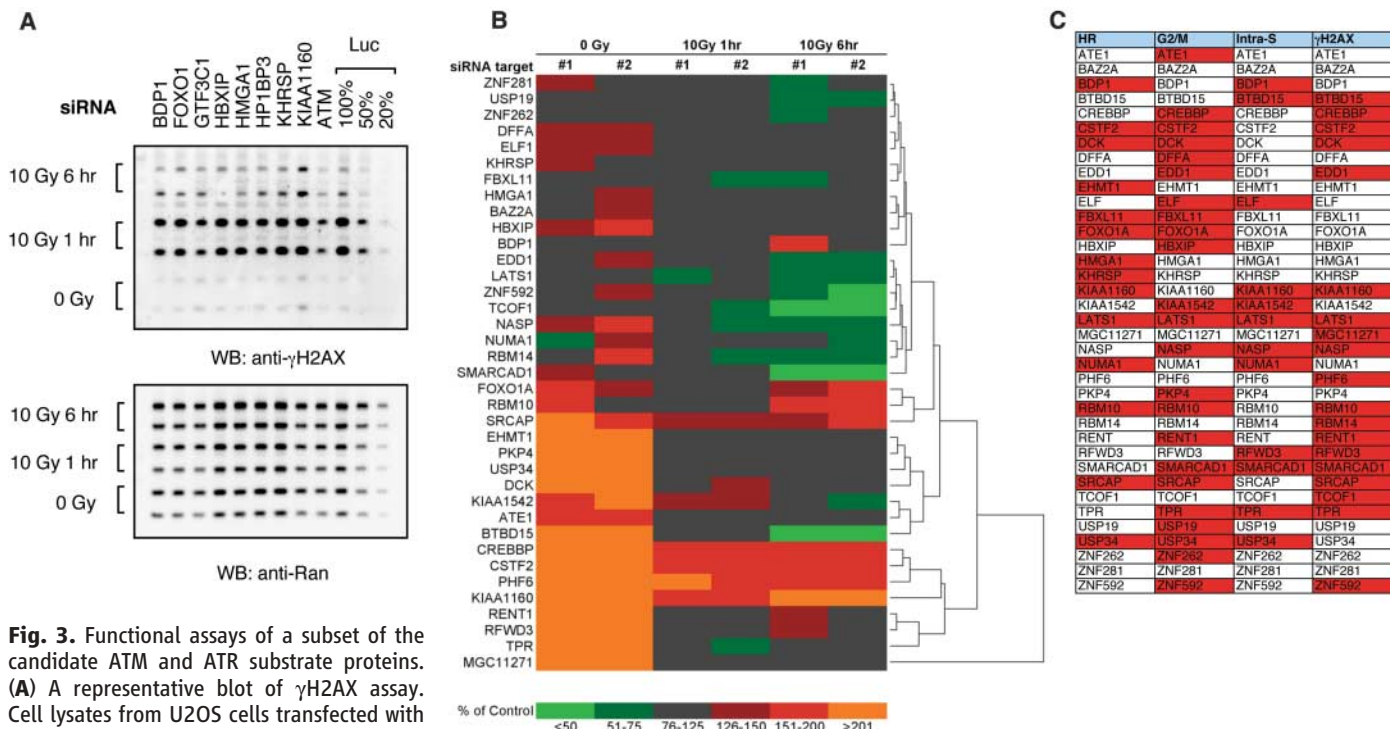 A
siRNA
BDP1
FOXO1
GTF3C1
HBXIP
HMGA1
HP1BP3
KHRSP
KIAA1160
ATM
Luc
100%
50%
20%
10 Gy 6 hr
10 Gy 1 hr
0 Gy
WB: anti-γH2AX
10 Gy 6 hr
10 Gy 1 hr
0 Gy
WB: anti-Ran
Fig. 3. Functional assays of a subset of the
candidate ATM and ATR substrate proteins.
(A) A representative blot of γH2AX assay.
Cell lysates from U2OS cells transfected with
B
0 Gy 10Gy 1hr 10Gy 6hr
siRNA target #1 #2 #1 #2 #1 #2
ZNF281
USP19
ZNF262
DFFA
ELF1
KHRSP
FBXL11
HMGA1
BAZ2A
HBXIP
BDP1
EDD1
LATS1
ZNF592
TCOF1
NASP
NUMA1
RBM14
SMARCAD1
FOXO1A
RBM10
SRCAP
EHMT1
PKP4
USP34
DCK
KIAA1542
ATE1
BTBD15
CREBBP
CSTF2
PHF6
KIAA1160
RENT1
RFWD3
TPR
MGC11271
% of Control
<50 51-75 76-125 126-150 151-200 >201
C
HR G2/M Intra-S γH2AX
ATE1 ATE1 ATE1 ATE1
BAZ2A BAZ2A BAZ2A BAZ2A
BDP1 BDP1 BDP1 BDP1
BTBD15 BTBD15 BTBD15 BTBD15
CREBBP CREBBP CREBBP CREBBP
CSTF2 CSTF2 CSTF2 CSTF2
DCK DCK DCK DCK
DFFA DFFA DFFA DFFA
EDD1 EDD1 EDD1 EDD1
EHMT1 EHMT1 EHMT1 EHMT1
ELF ELF ELF ELF
FBXL11 FBXL11 FBXL11 FBXL11
FOXO1A FOXO1A FOXO1A FOXO1A
HBXIP HBXIP HBXIP HBXIP
HMGA1 HMGA1 HMGA1 HMGA1
KHRSP KHRSP KHRSP KHRSP
KIAA1160 KIAA1160 KIAA1160 KIAA1160
KIAA1542 KIAA1542 KIAA1542 KIAA1542
LATS1 LATS1 LATS1 LATS1
MGC11271 MGC11271 MGC11271 MGC11271
NASP NASP NASP NASP
NUMA1 NUMA1 NUMA1 NUMA1
PHF6 PHF6 PHF6 PHF6
PKP4 PKP4 PKP4 PKP4
RBM10 RBM10 RBM10 RBM10
RBM14 RBM14 RBM14 RBM14
RENT RENT1 RENT RENT1
RFWD3 RFWD3 RFWD3 RFWD3
SMARCAD1 SMARCAD1 SMARCAD1 SMARCAD1
SRCAP SRCAP SRCAP SRCAP
TCOF1 TCOF1 TCOF1 TCOF1
TPR TPR TPR TPR
USP19 USP19 USP19 USP19
USP34 USP34 USP34 USP34
ZNF262 ZNF262 ZNF262 ZNF262
ZNF281 ZNF281 ZNF281 ZNF281
ZNF592 ZNF592 ZNF592 ZNF592